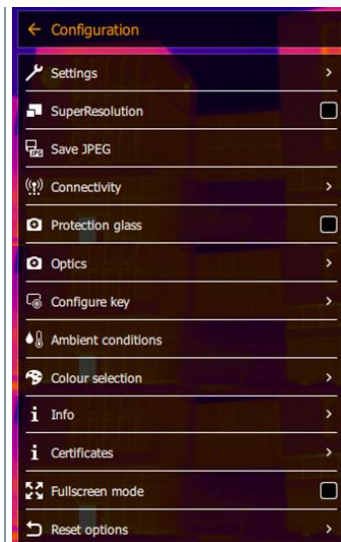 Configuration
Settings
SuperResolution
JPG Save JPEG
Connectivity
Protection glass
Optics
Configure key
Ambient conditions
Colour selection
i Info
i Certificates
Fullscreen mode
Reset options